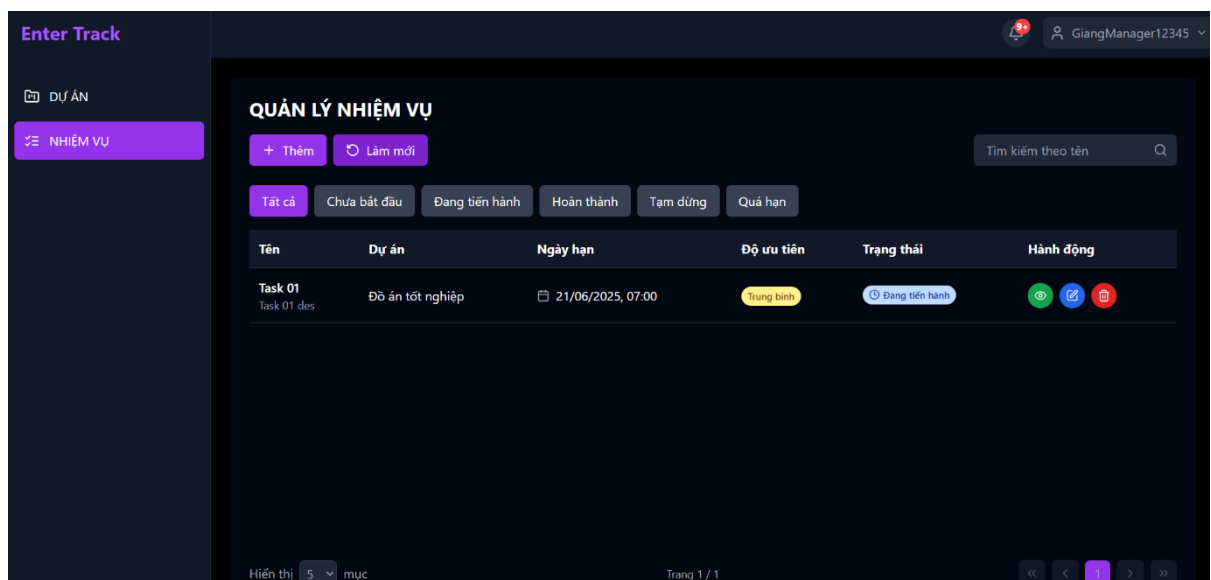 Enter Track
9+
GiangManager12345
DỰ ÁN
NHIỆM VỤ
QUẢN LÝ NHIỆM VỤ
+ Thêm
Làm mới
Tìm kiếm theo tên
Tất cả
Chưa bắt đầu
Đang tiến hành
Hoàn thành
Tạm dừng
Quá hạn
Tên Dự án Ngày hạn Độ ưu tiên Trạng thái Hành động
Task 01 Đồ án tốt nghiệp 21/06/2025, 07:00 Trung bình Đang tiến hành
Task 01 des
Hiển thị 5 mục
Trang 1 / 1
« < 1 > »